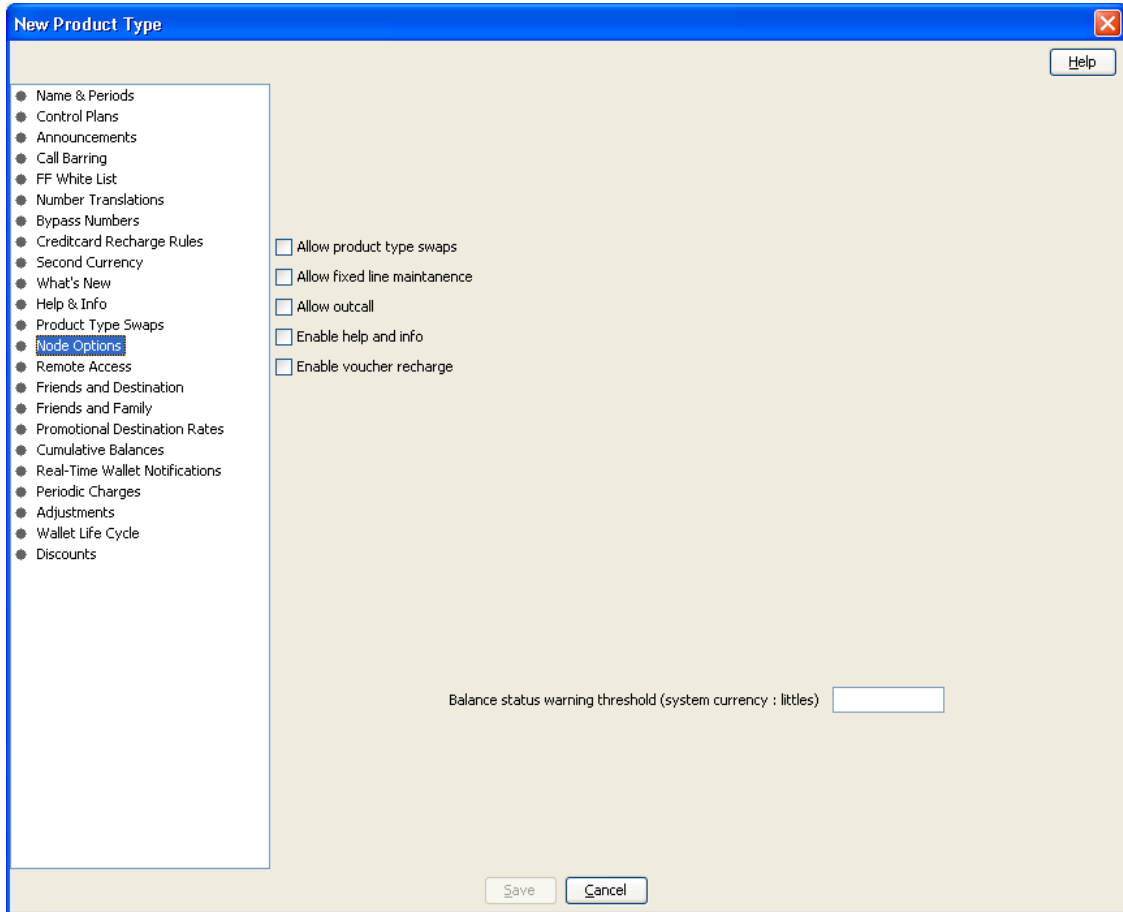 New Product Type
Help
Name & Periods
Control Plans
Announcements
Call Barring
FF White List
Number Translations
Bypass Numbers
Creditcard Recharge Rules
Second Currency
What's New
Help & Info
Product Type Swaps
Node Options
Remote Access
Friends and Destination
Friends and Family
Promotional Destination Rates
Cumulative Balances
Real-Time Wallet Notifications
Periodic Charges
Adjustments
Wallet Life Cycle
Discounts
Allow product type swaps
Allow fixed line maintanence
Allow outcall
Enable help and info
Enable voucher recharge
Balance status warning threshold (system currency : littles)
Save
Cancel